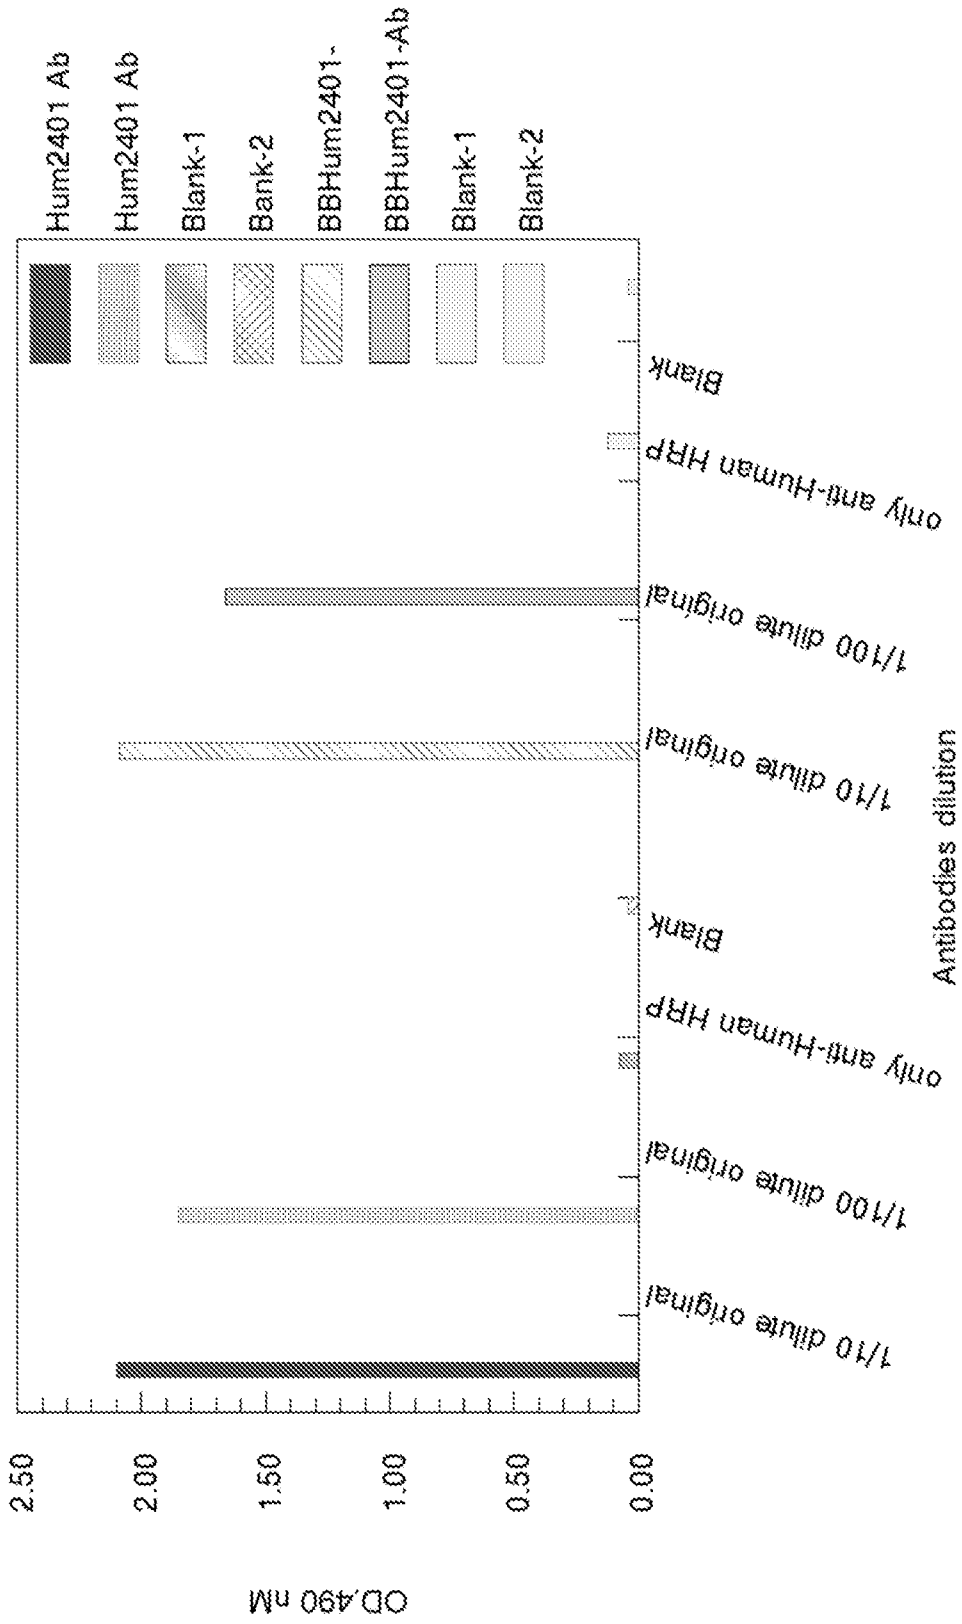 OD.490 nM
2.50
2.00
1.50
1.00
0.50
0.00
Hum2401 Ab
Hum2401 Ab
Blank-1
Bank-2
BBHum2401-
BBHum2401-Ab
Blank-1
Blank-2
1/10 dilute original
1/100 dilute original
only anti-Human HRP
Blank
1/10 dilute original
1/100 dilute original
only anti-Human HRP
Blank
Antibodies dilution